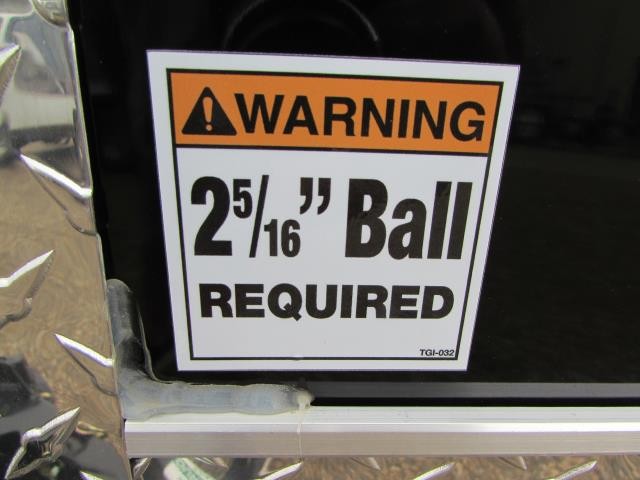 WARNING
2 5/16" Ball
REQUIRED
TGI-032